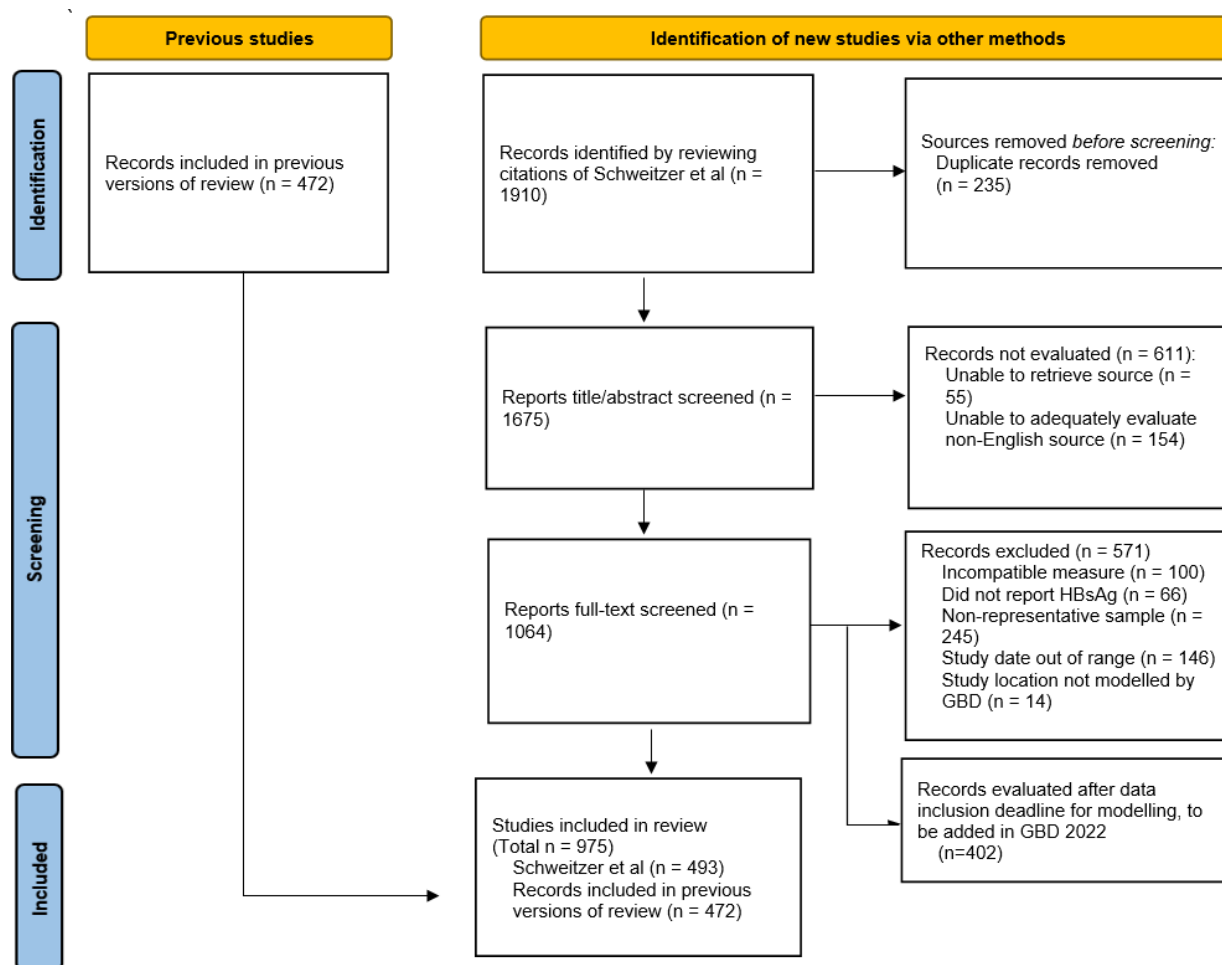 Previous studies
Identification of new studies via other methods
Identification
Records included in previous
versions of review (n = 472)
Records identified by reviewing
citations of Schweitzer et al (n =
1910)
Sources removed before screening:
Duplicate records removed
(n = 235)
Screening
Reports title/abstract screened (n =
1675)
Records not evaluated (n = 611):
Unable to retrieve source (n =
55)
Unable to adequately evaluate
non-English source (n = 154)
Reports full-text screened (n =
1064)
Records excluded (n = 571)
Incompatible measure (n = 100)
Did not report HBsAg (n = 66)
Non-representative sample (n =
245)
Study date out of range (n = 146)
Study location not modelled by
GBD (n = 14)
Records evaluated after data
inclusion deadline for modelling, to
be added in GBD 2022
(n=402)
Included
Studies included in review
(Total n = 975)
Schweitzer et al (n = 493)
Records included in previous
versions of review (n = 472)